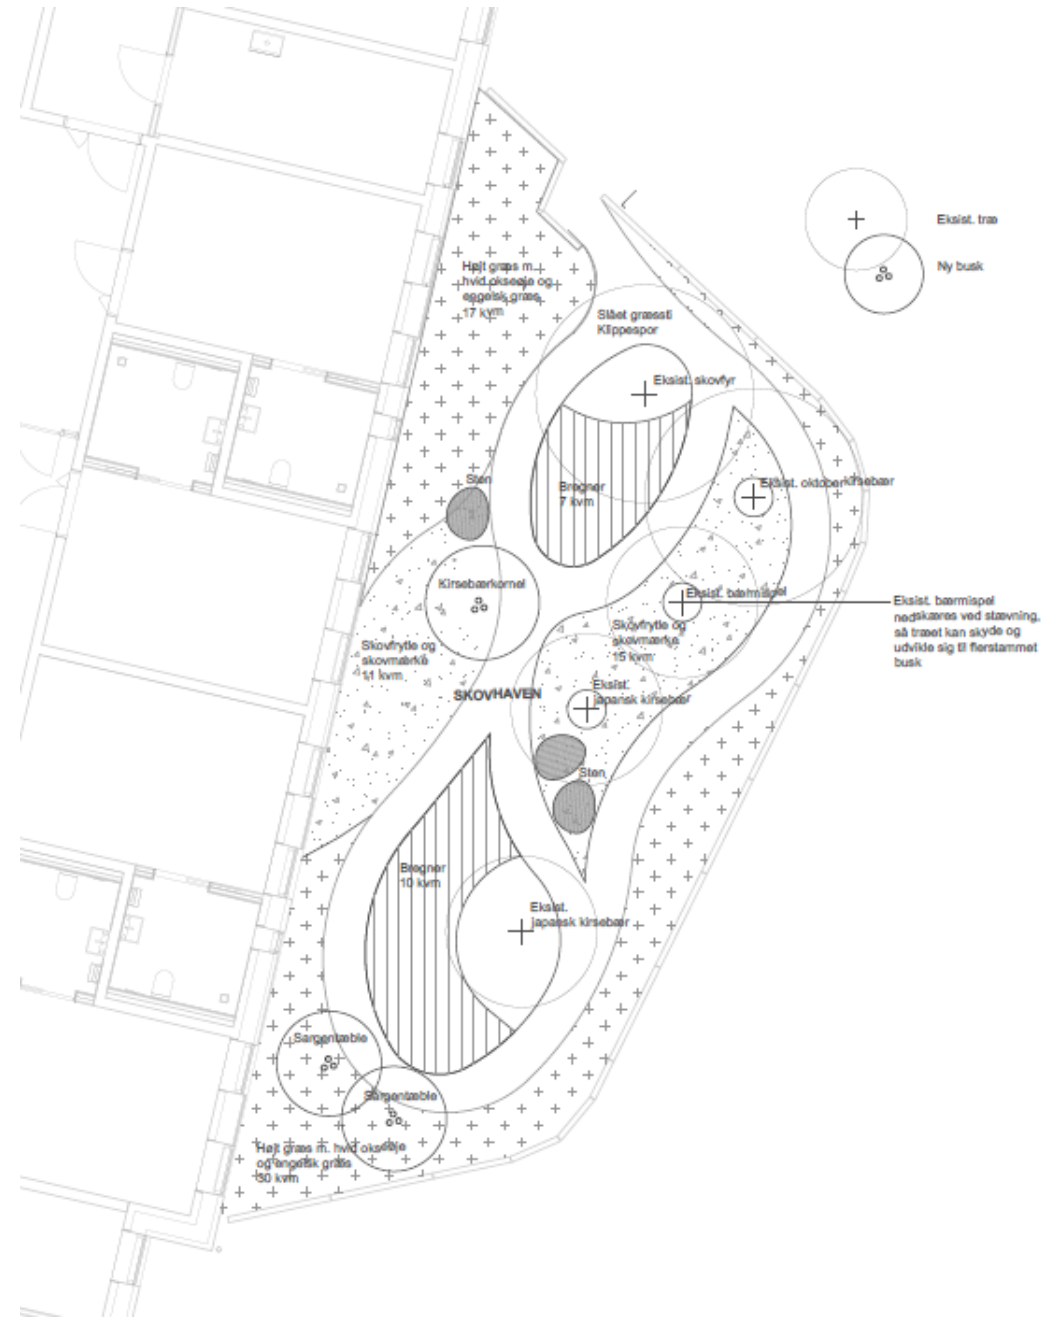 Eksist. træ
Ny busk
Højt græs m.
hvid okseøje og
engelsk græs
17 kvm
Slået græssti
Klippespor
Eksist. skovfyr
Sten
Bregner
7 kvm
Eksist. oktober kirsebær
Kirsebærkornel
Eksist. bærmispel
Eksist. bærmispel
nedskæres ved stævning,
så træet kan skyde og
udvikle sig til flerstammet
busk
Skovfrytle og
skovmærke
15 kvm
Skovfrytle og
skovmærke
11 kvm
SKOVHAVEN
Eksist.
japansk kirsebær
Sten
Bregner
10 kvm
Eksist.
japansk kirsebær
Sargentæble
Sargentæble
Højt græs m. hvid okseøje
og engelsk græs
30 kvm